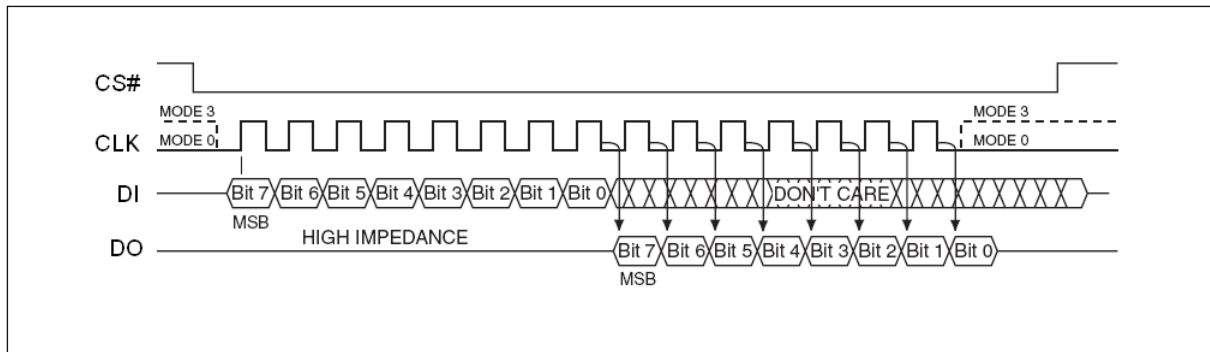 CS#
MODE 3 MODE 3
CLK MODE 0 MODE 0
DI Bit 7 Bit 6 Bit 5 Bit 4 Bit 3 Bit 2 Bit 1 Bit 0 DON'T CARE
MSB
HIGH IMPEDANCE
DO Bit 7 Bit 6 Bit 5 Bit 4 Bit 3 Bit 2 Bit 1 Bit 0
MSB